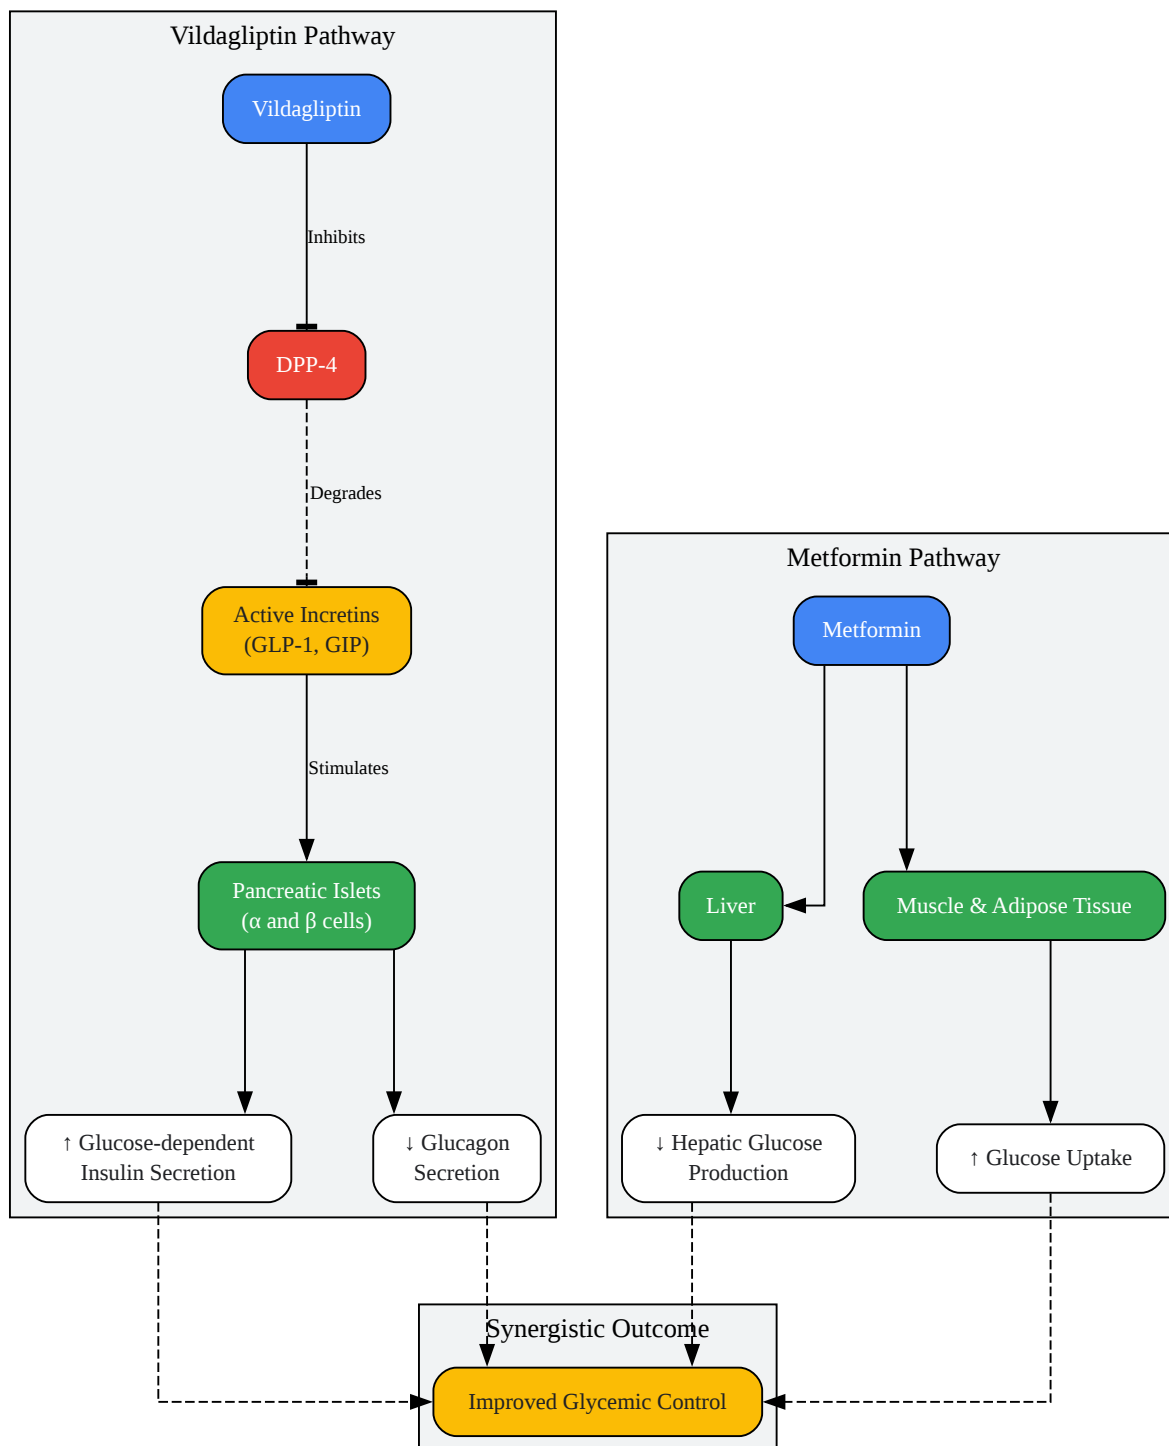 Vildagliptin Pathway
Vildagliptin
Inhibits
DPP-4
Degrades
Active Incretins
(GLP-1, GIP)
Stimulates
Pancreatic Islets
(α and β cells)
↑ Glucose-dependent
Insulin Secretion
↓ Glucagon
Secretion
Metformin Pathway
Metformin
Liver
Muscle & Adipose Tissue
↓ Hepatic Glucose
Production
↑ Glucose Uptake
Synergistic Outcome
Improved Glycemic Control